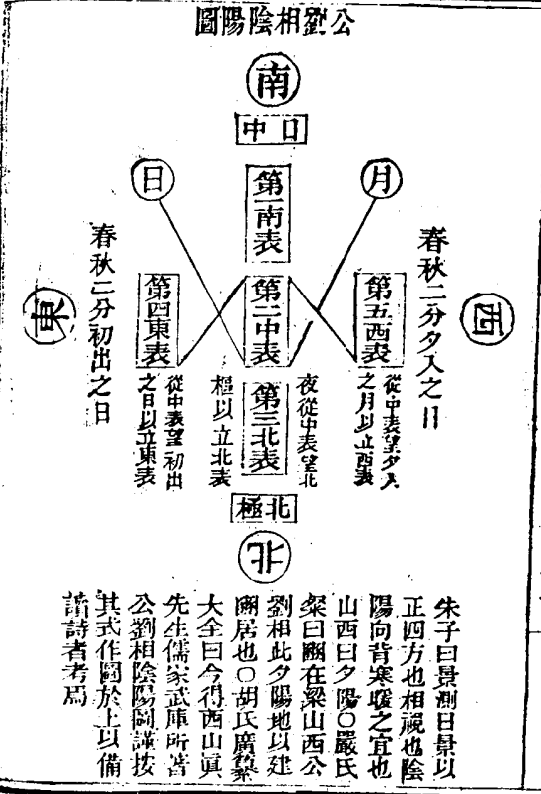 公劉相陰陽圖
南
日中
月
日
第一南表
第二中表
第三北表
第五西表
第四東表
西
春秋二分夕入之日
從中表望夕入
之月以立西表
夜從中表望北
樞以立北表
從中表望初出
之日以立東表
春秋二分初出之日
東
北極
北
朱子曰景測日景以
正四方也相視也陰
陽向背寒暖之宜也
山西曰夕陽○嚴氏
粲曰豳在梁山西公
劉相此夕陽地以建
豳居也○胡氏廣纂
大全曰今得西山真
先生儒家武庫所著
公劉相陰陽圖謹按
其式作圖於上以備
讀詩者考焉